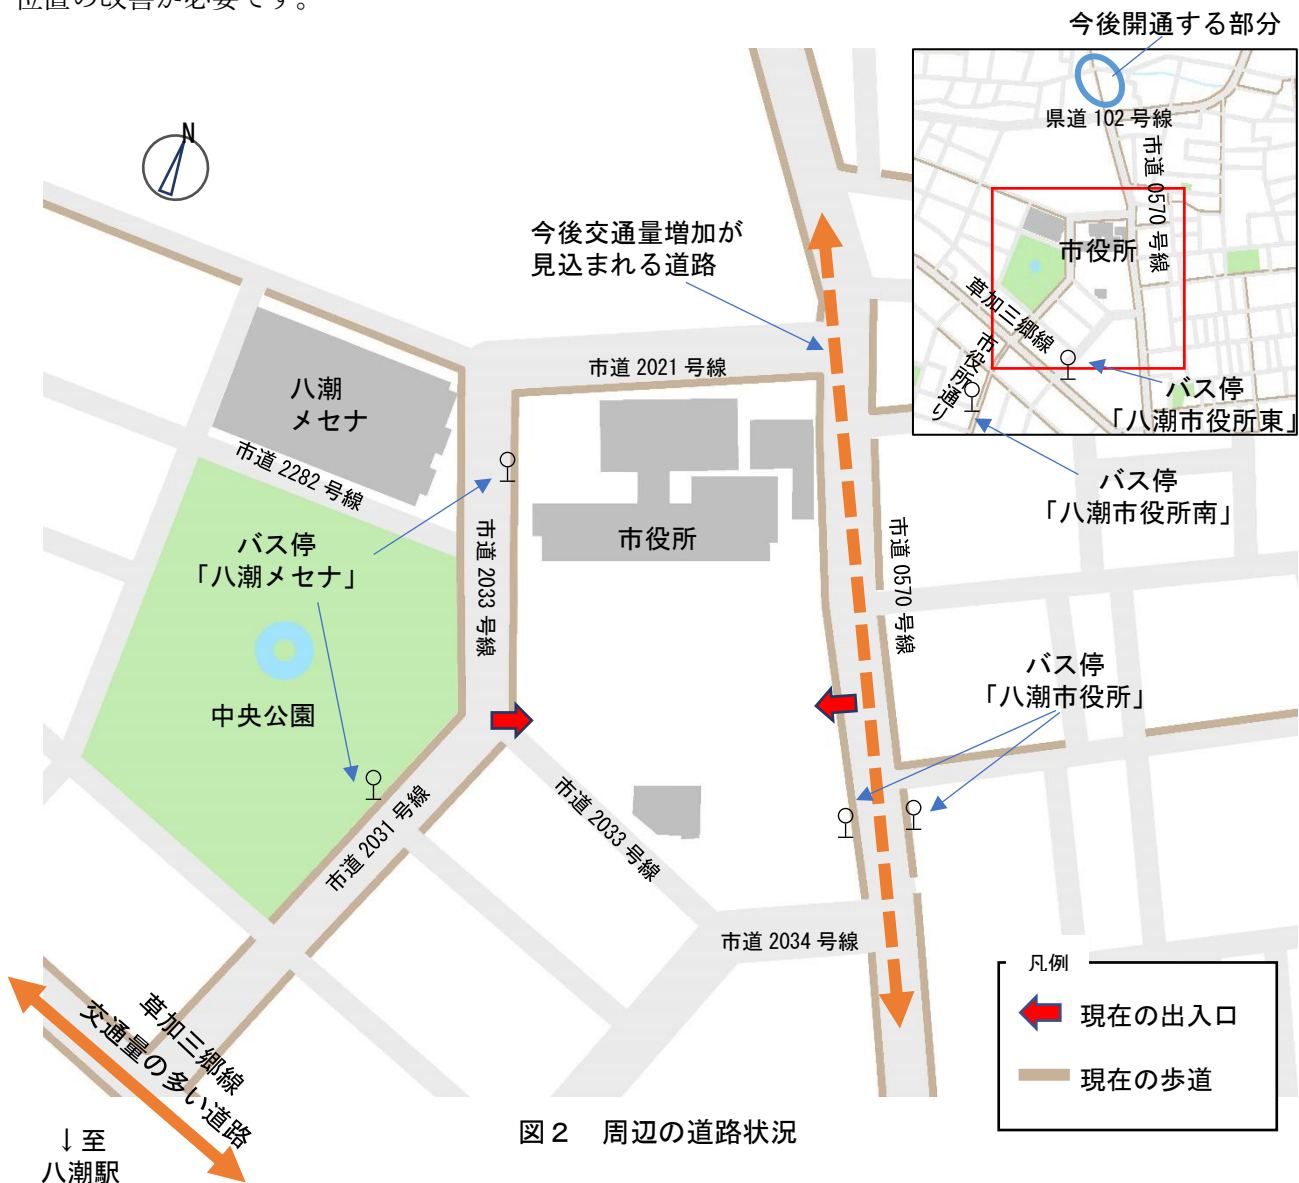 位置の改善が必要です。
今後開通する部分
県道 102 号線
市道 0570 号線
市役所
草加三郷線
市役所通り
バス停
「八潮市役所東」
バス停
「八潮市役所南」
N
今後交通量増加が
見込まれる道路
市道 2021 号線
八潮
メセナ
市道 2282 号線
バス停
「八潮メセナ」
市道 2033 号線
市役所
市道 0570 号線
中央公園
バス停
「八潮市役所」
市道 2031 号線
市道 2033 号線
市道 2034 号線
草加三郷線
交通量の多い道路
↓至
八潮駅
凡例
現在の出入口
現在の歩道
図2 周辺の道路状況